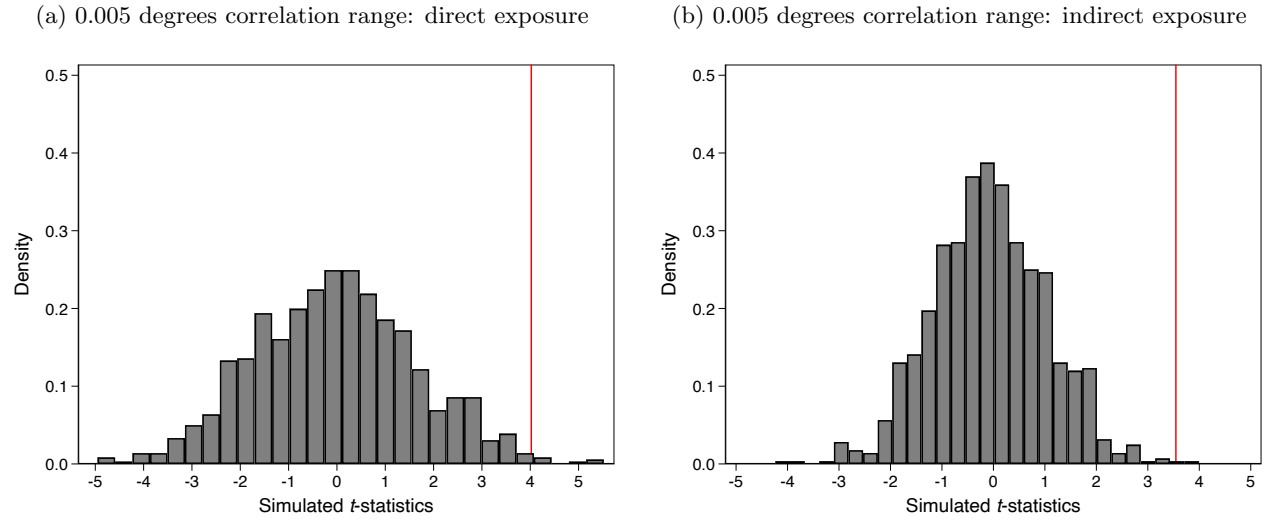 (a) 0.005 degrees correlation range: direct exposure
0.5
0.4
0.3
0.2
0.1
0.0
Density
-5 -4 -3 -2 -1 0 1 2 3 4 5
Simulated t-statistics
(b) 0.005 degrees correlation range: indirect exposure
0.5
0.4
0.3
0.2
0.1
0.0
Density
-5 -4 -3 -2 -1 0 1 2 3 4 5
Simulated t-statistics